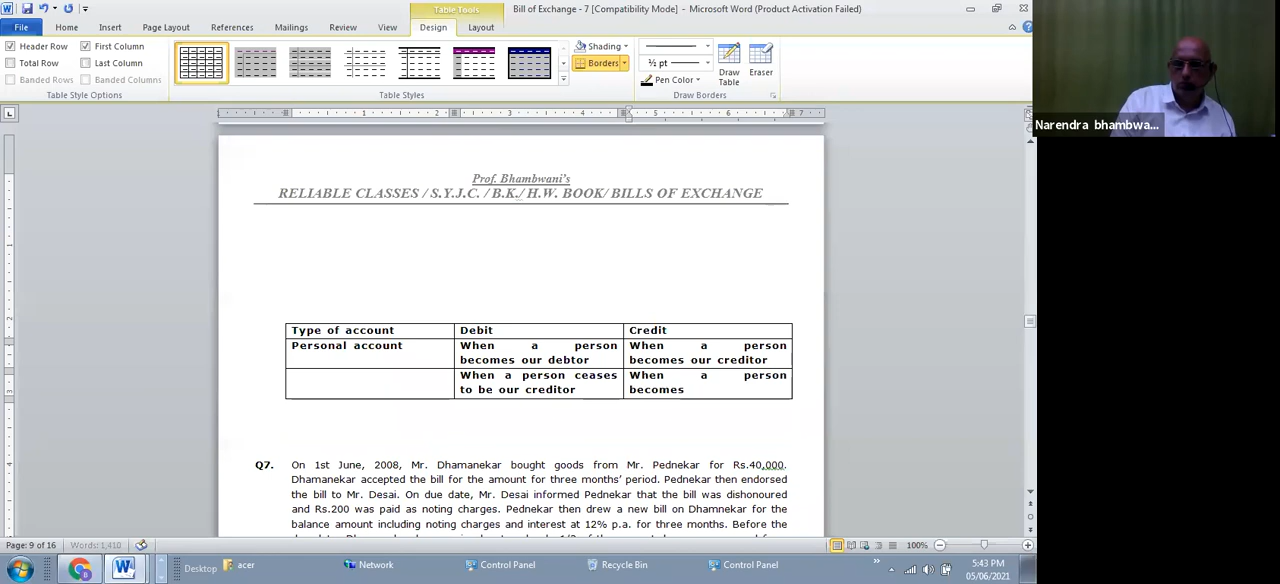 Table Tools
Bill of Exchange - 7 [Compatibility Mode] - Microsoft Word (Product Activation Failed)
File Home Insert Page Layout References Mailings Review View Design Layout
Header Row First Column
Total Row Last Column
Banded Rows Banded Columns
Shading
Borders
½ pt
Pen Color
Draw Table
Eraser
Table Style Options Table Styles Draw Borders
Narendra bhambwa...
Prof. Bhambwani's
RELIABLE CLASSES / S.Y.J.C. / B.K./ H.W. BOOK/ BILLS OF EXCHANGE
Type of account Debit Credit
Personal account When a person When a person
becomes our debtor becomes our creditor
When a person ceases When a person
to be our creditor becomes
Q7. On 1st June, 2008, Mr. Dhamanekar bought goods from Mr. Pednekar for Rs.40,000.
Dhamanekar accepted the bill for the amount for three months' period. Pednekar then endorsed
the bill to Mr. Desai. On due date, Mr. Desai informed Pednekar that the bill was dishonoured
and Rs.200 was paid as noting charges. Pednekar then drew a new bill on Dhamnekar for the
balance amount including noting charges and interest at 12% p.a. for three months. Before the
Page: 9 of 16 Words: 1,410 100%
Desktop acer Network Control Panel Recycle Bin Control Panel
5:43 PM
05/06/2021